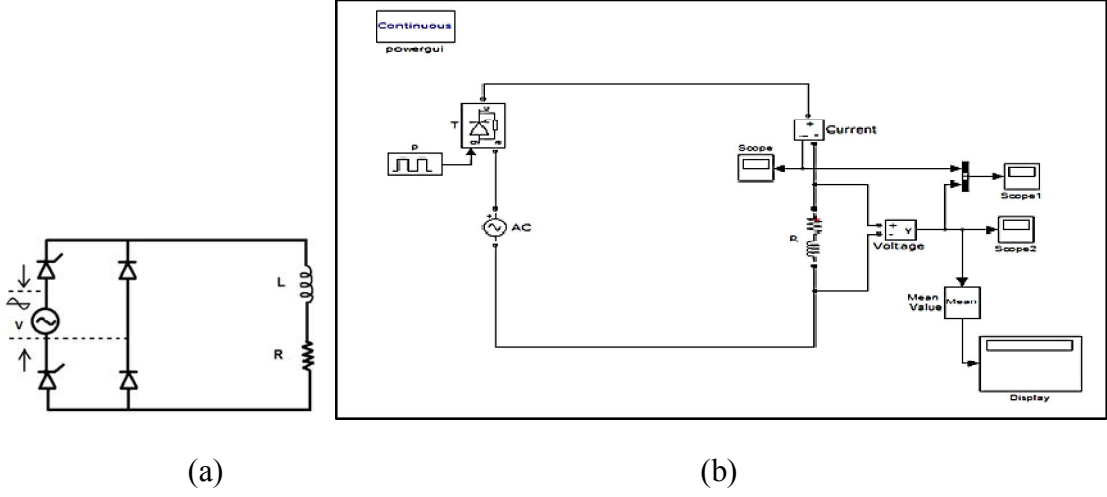 Continuous
powergui
T
g
P
Current
Scope
Scope1
AC
R
Voltage
Scope2
Mean
Value
Mean
Display
L
V
R
(a)
(b)